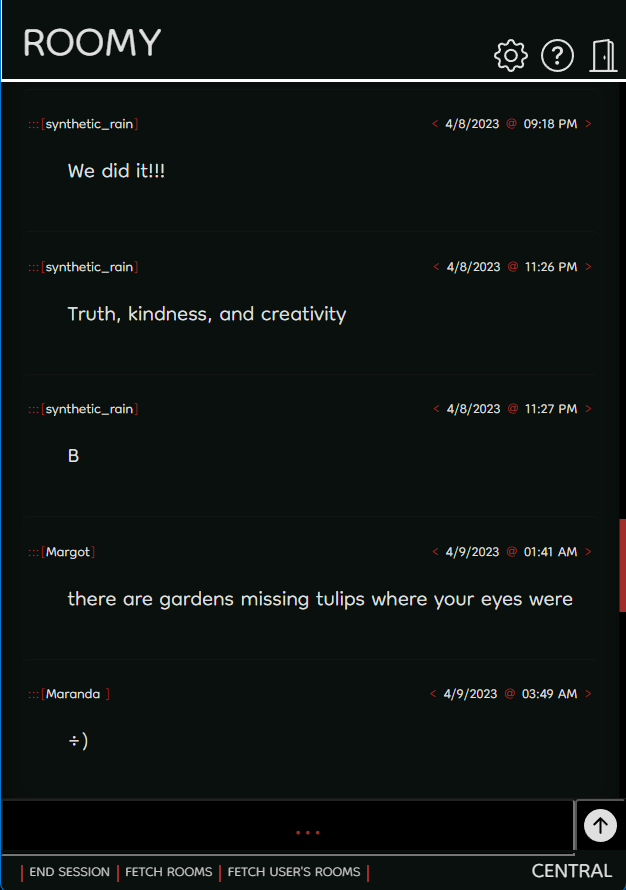 ROOMY
:::[synthetic_rain] < 4/8/2023 @ 09:18 PM >
We did it!!!
:::[synthetic_rain] < 4/8/2023 @ 11:26 PM >
Truth, kindness, and creativity
:::[synthetic_rain] < 4/8/2023 @ 11:27 PM >
B
:::[Margot] < 4/9/2023 @ 01:41 AM >
there are gardens missing tulips where your eyes were
:::[Maranda ] < 4/9/2023 @ 03:49 AM >
÷)
...
| END SESSION | FETCH ROOMS | FETCH USER'S ROOMS | CENTRAL